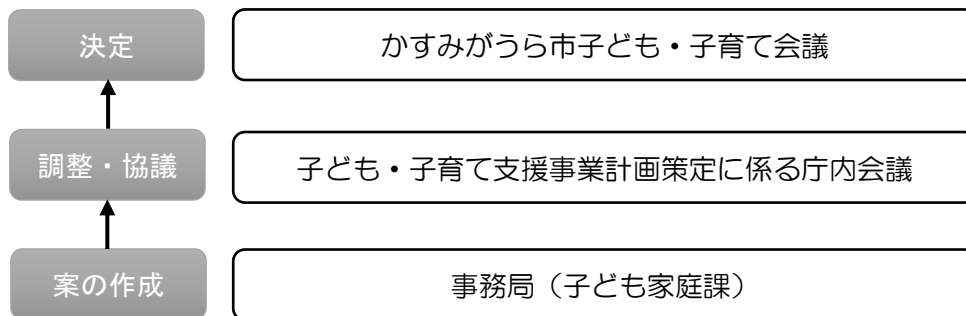 決定
かすみがうら市子ども・子育て会議
調整・協議
子ども・子育て支援事業計画策定に係る庁内会議
案の作成
事務局（子ども家庭課）